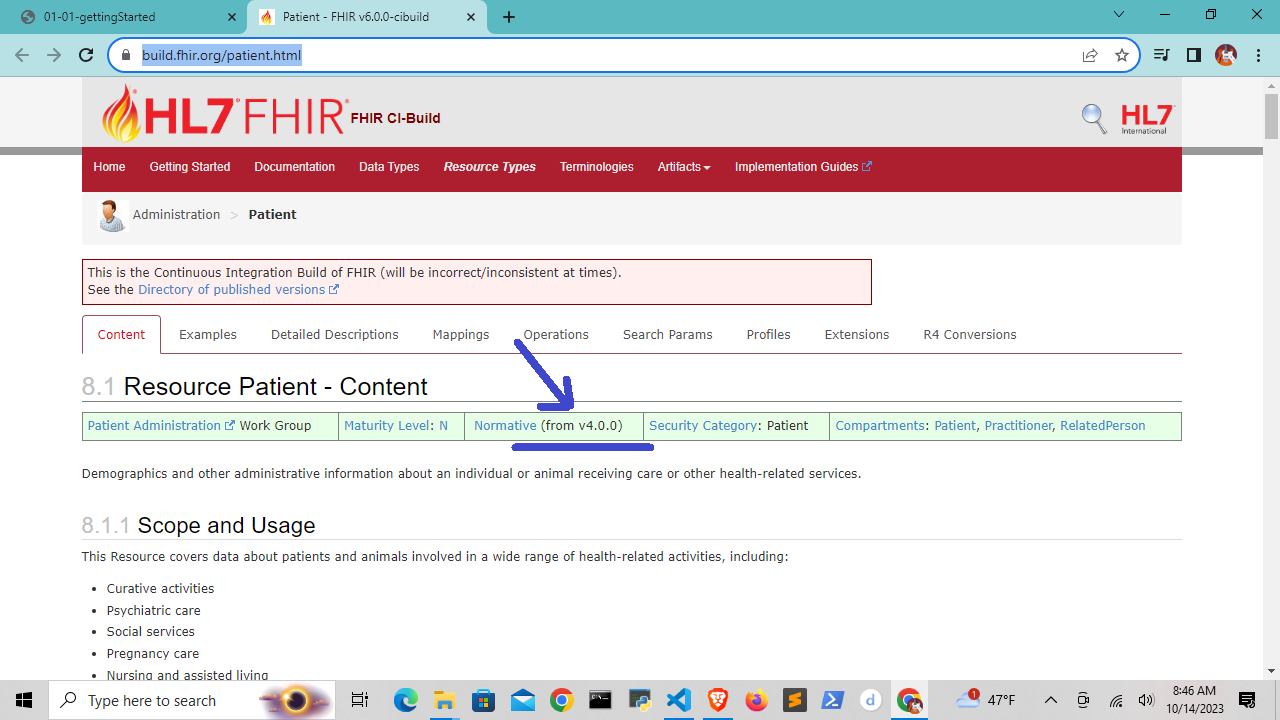 01-01-gettingStarted
Patient - FHIR v6.0.0-cibuild
build.fhir.org/patient.html
HL7 FHIR FHIR CI-Build
HL7
International
Home Getting Started Documentation Data Types Resource Types Terminologies Artifacts Implementation Guides
Administration > Patient
This is the Continuous Integration Build of FHIR (will be incorrect/inconsistent at times).
See the Directory of published versions
Content Examples Detailed Descriptions Mappings Operations Search Params Profiles Extensions R4 Conversions
8.1 Resource Patient - Content
Patient Administration Work Group Maturity Level: N Normative (from v4.0.0) Security Category: Patient Compartments: Patient, Practitioner, RelatedPerson
Demographics and other administrative information about an individual or animal receiving care or other health-related services.
8.1.1 Scope and Usage
This Resource covers data about patients and animals involved in a wide range of health-related activities, including:
• Curative activities
• Psychiatric care
• Social services
• Pregnancy care
• Nursing and assisted living
Type here to search
1
47°F
8:46 AM
10/14/2023